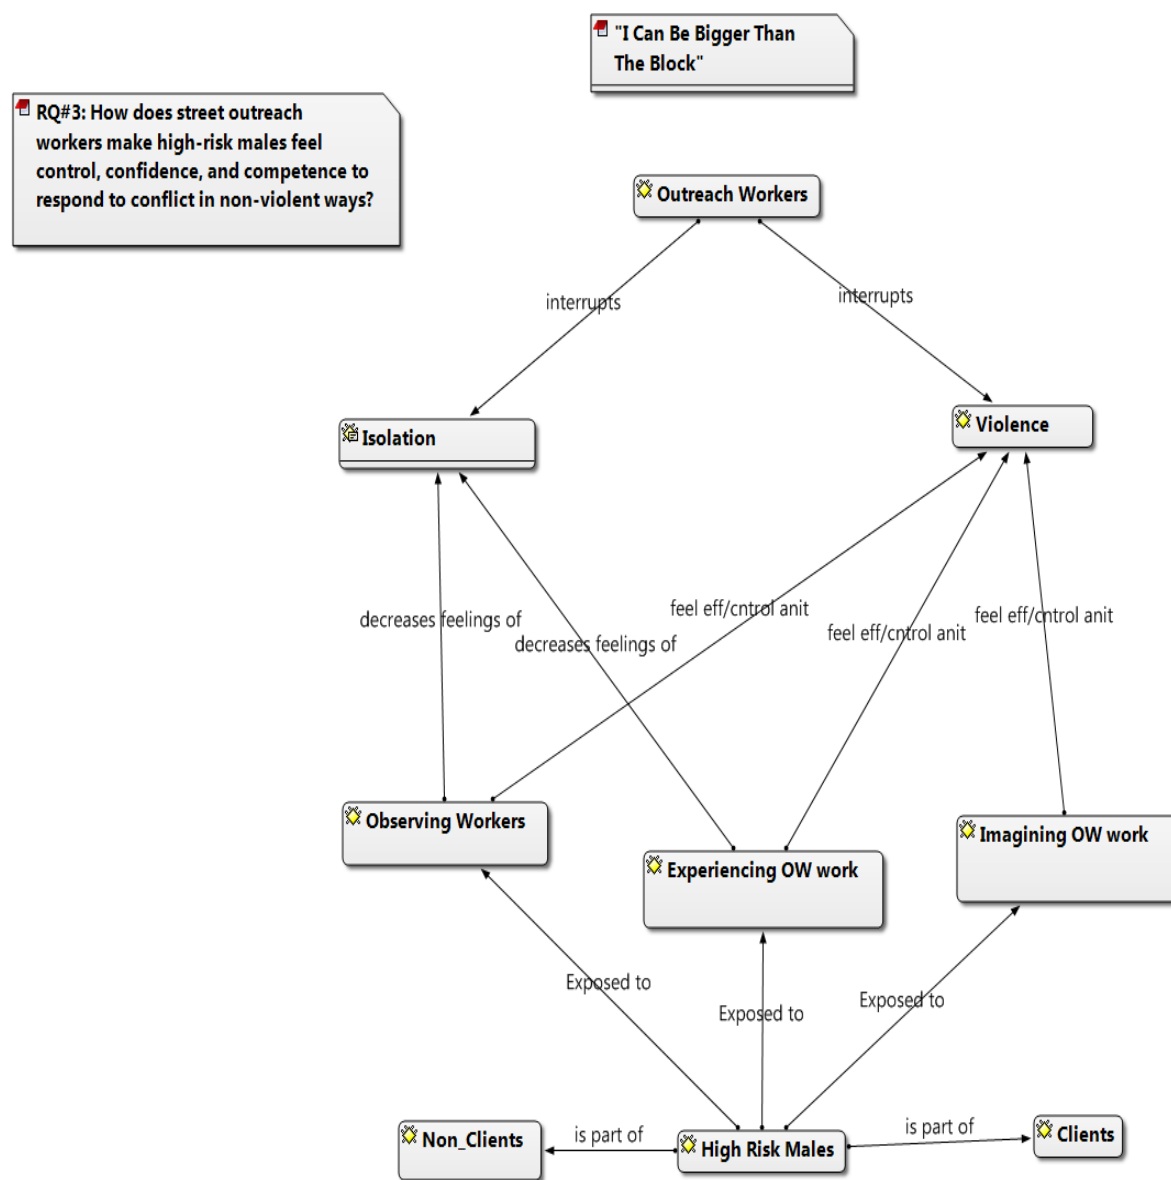 "I Can Be Bigger Than
The Block"
RQ#3: How does street outreach
workers make high-risk males feel
control, confidence, and competence to
respond to conflict in non-violent ways?
Outreach Workers
interrupts
interrupts
Isolation
Violence
decreases feelings of
decreases feelings of
feel eff/cntrol anit
feel eff/cntrol anit
feel eff/cntrol anit
Observing Workers
Experiencing OW work
Imagining OW work
Exposed to
Exposed to
Exposed to
Non_Clients
is part of
High Risk Males
is part of
Clients